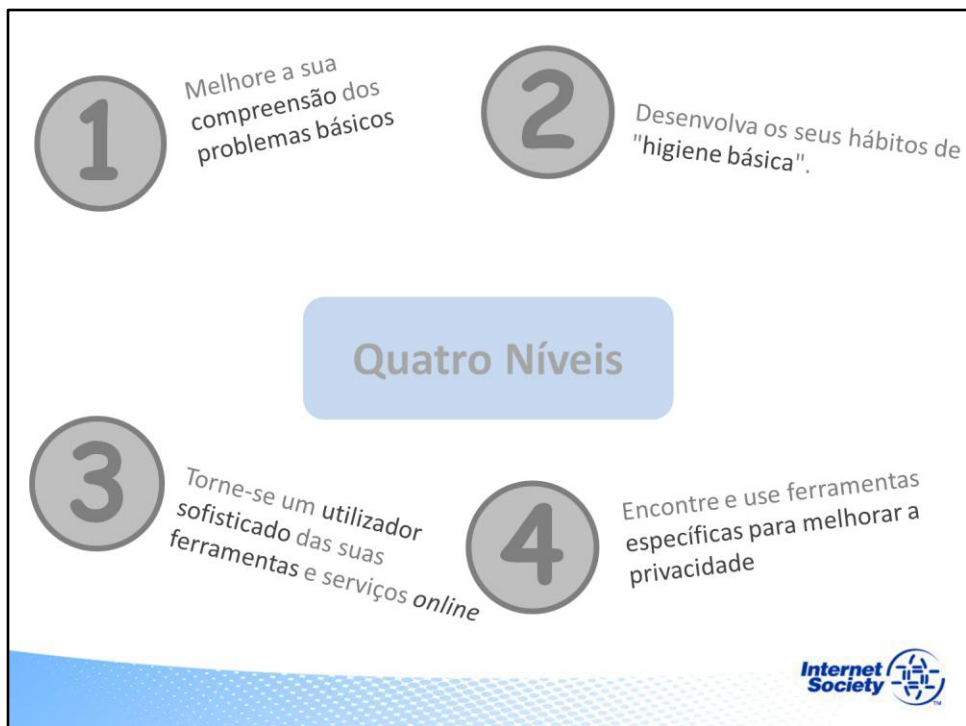 1
Melhore a sua
compreensão dos
problemas básicos
2
Desenvolva os seus hábitos de
"higiene básica".
Quatro Níveis
3
Torne-se um utilizador
sofisticado das suas
ferramentas e serviços online
4
Encontre e use ferramentas
específicas para melhorar a
privacidade
Internet
Society
TM